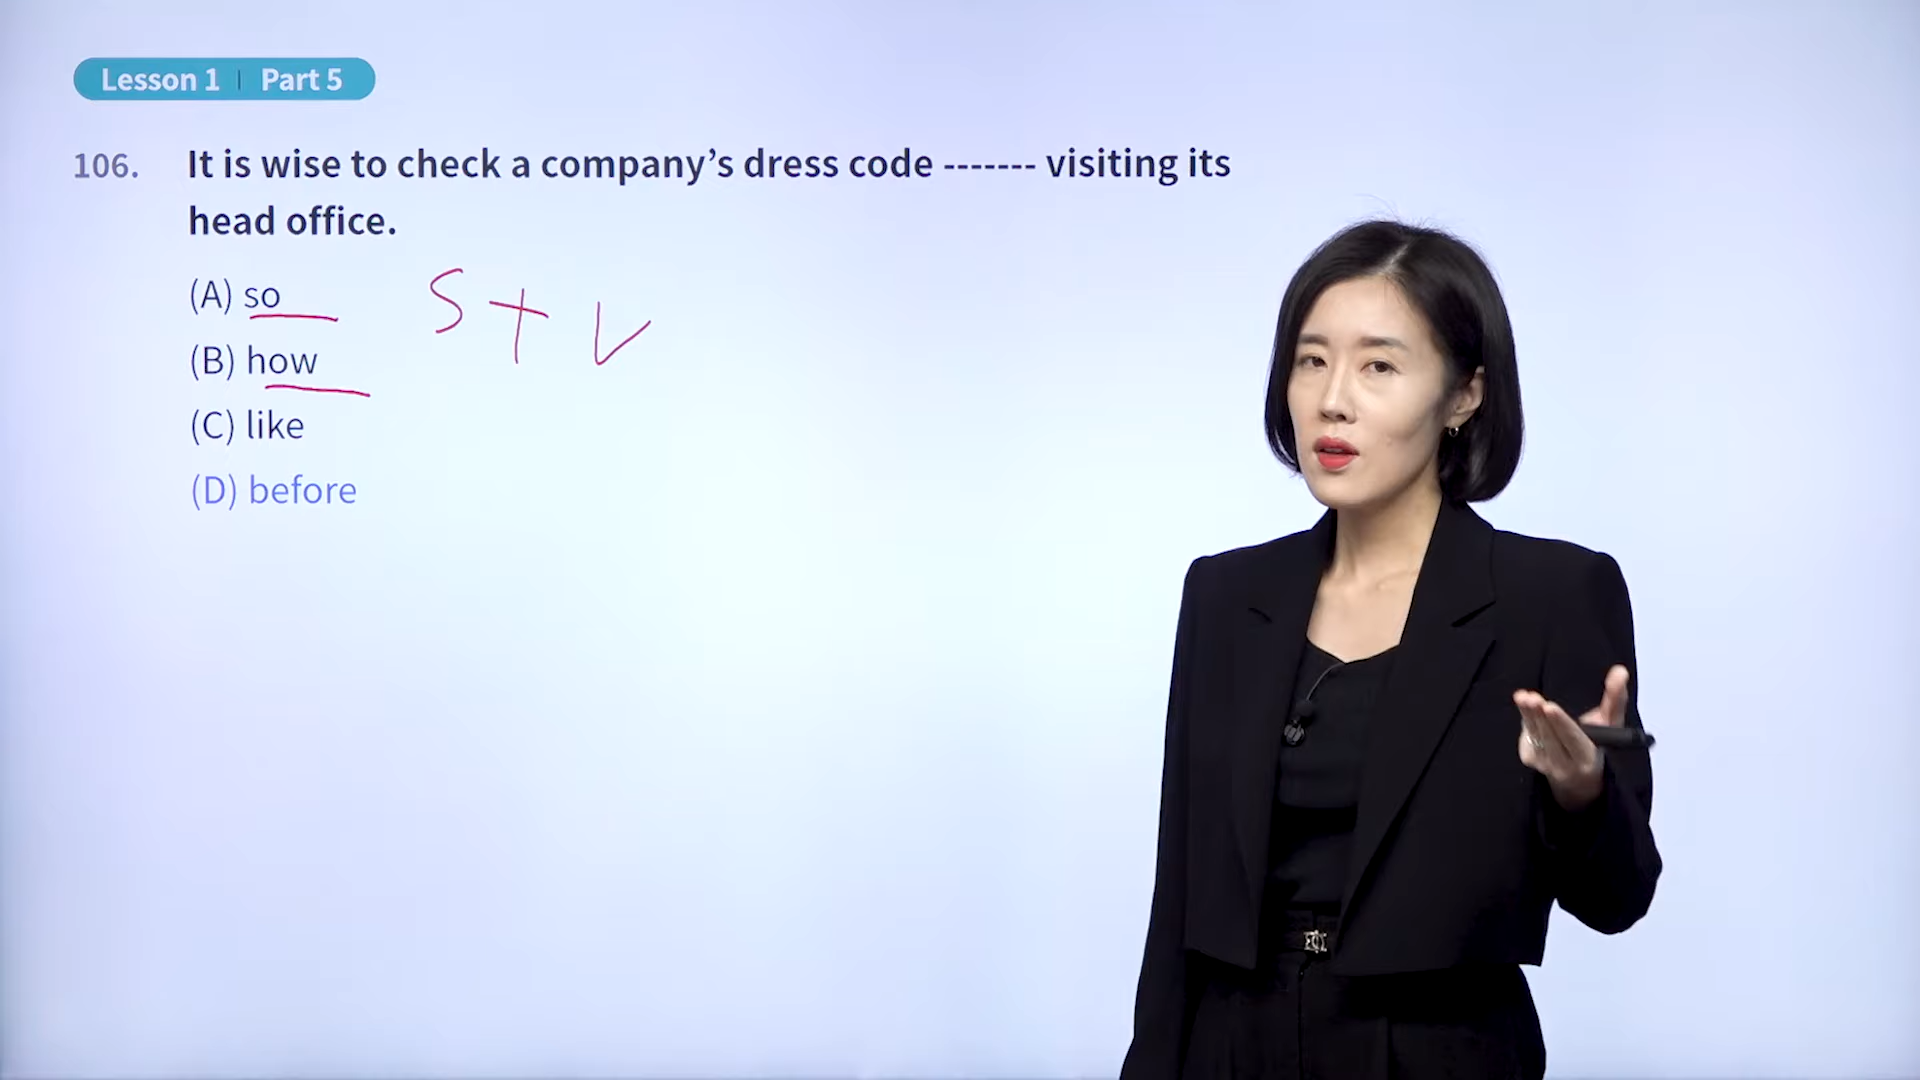 Lesson 1 | Part 5
106. It is wise to check a company’s dress code ------- visiting its
head office.
(A) so
S + V
(B) how
(C) like
(D) before